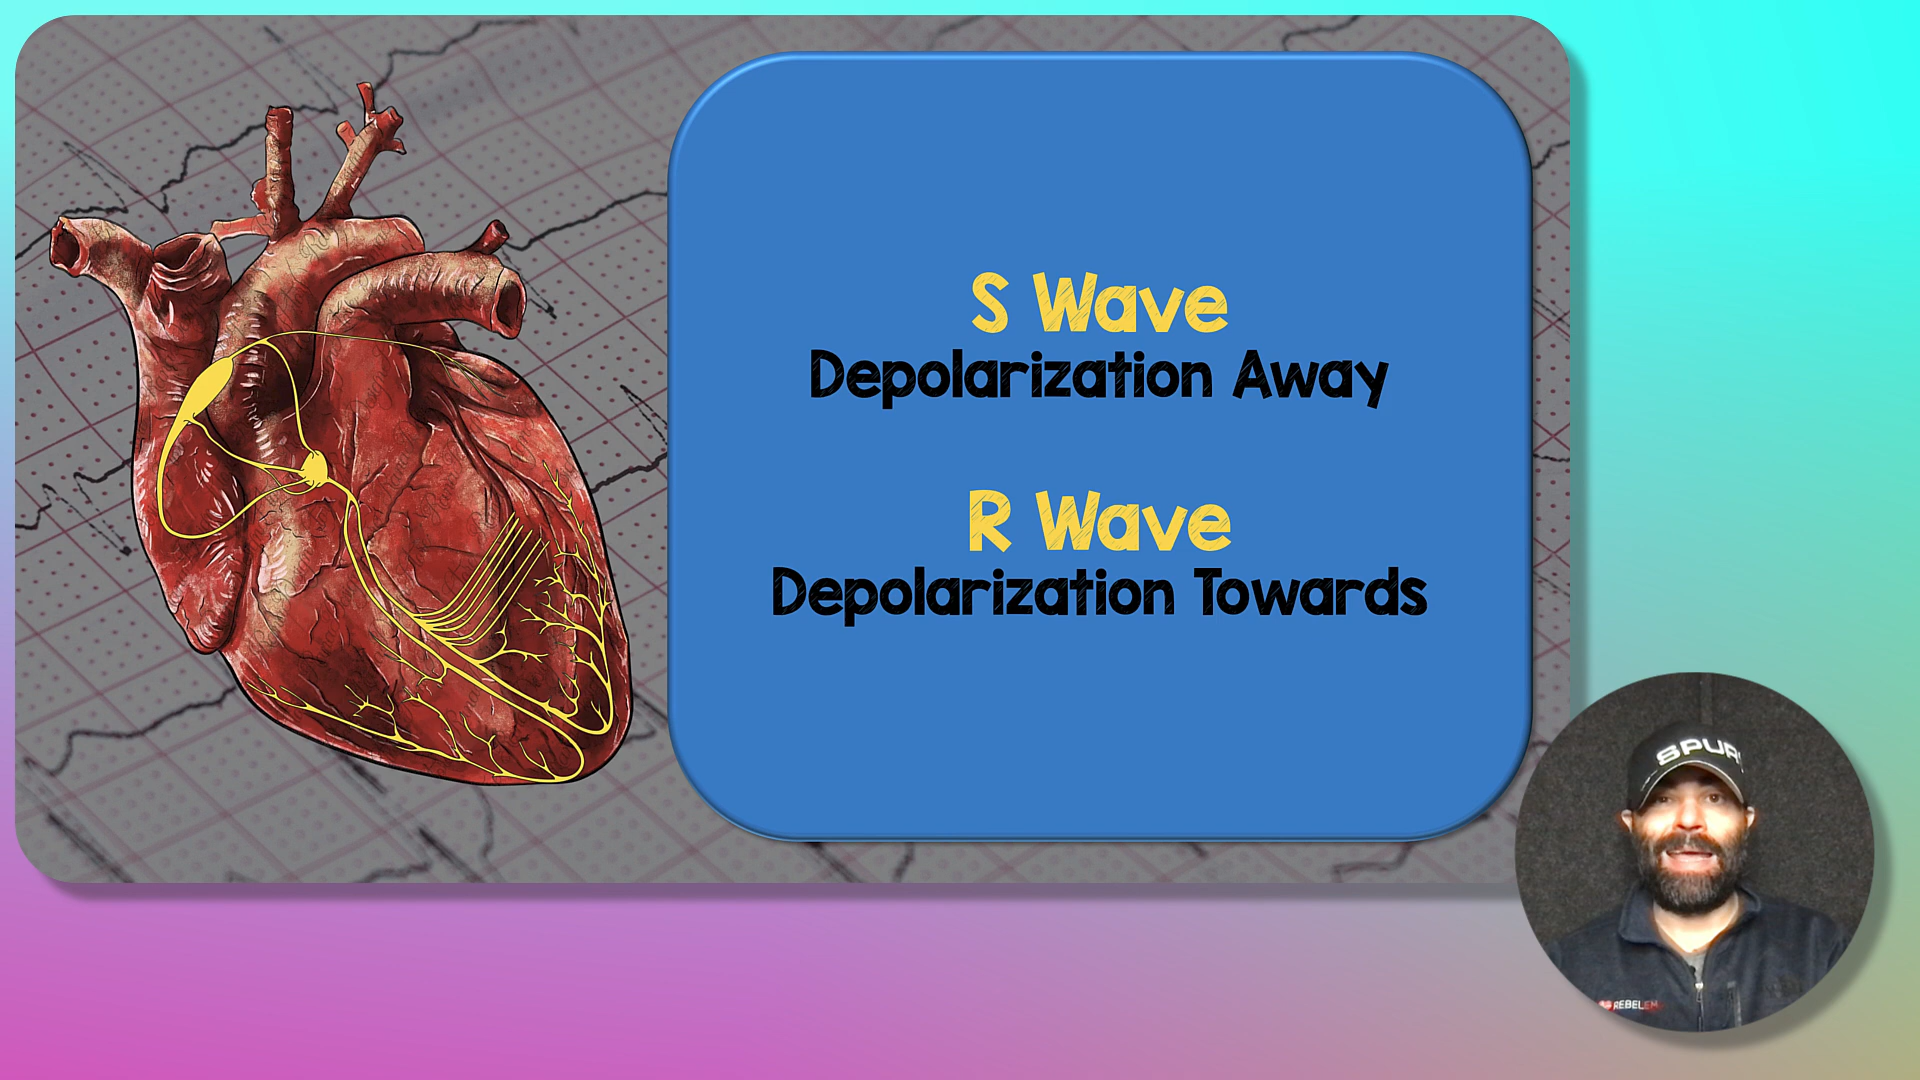 S Wave
Depolarization Away
R Wave
Depolarization Towards
SPUR
REBELEM